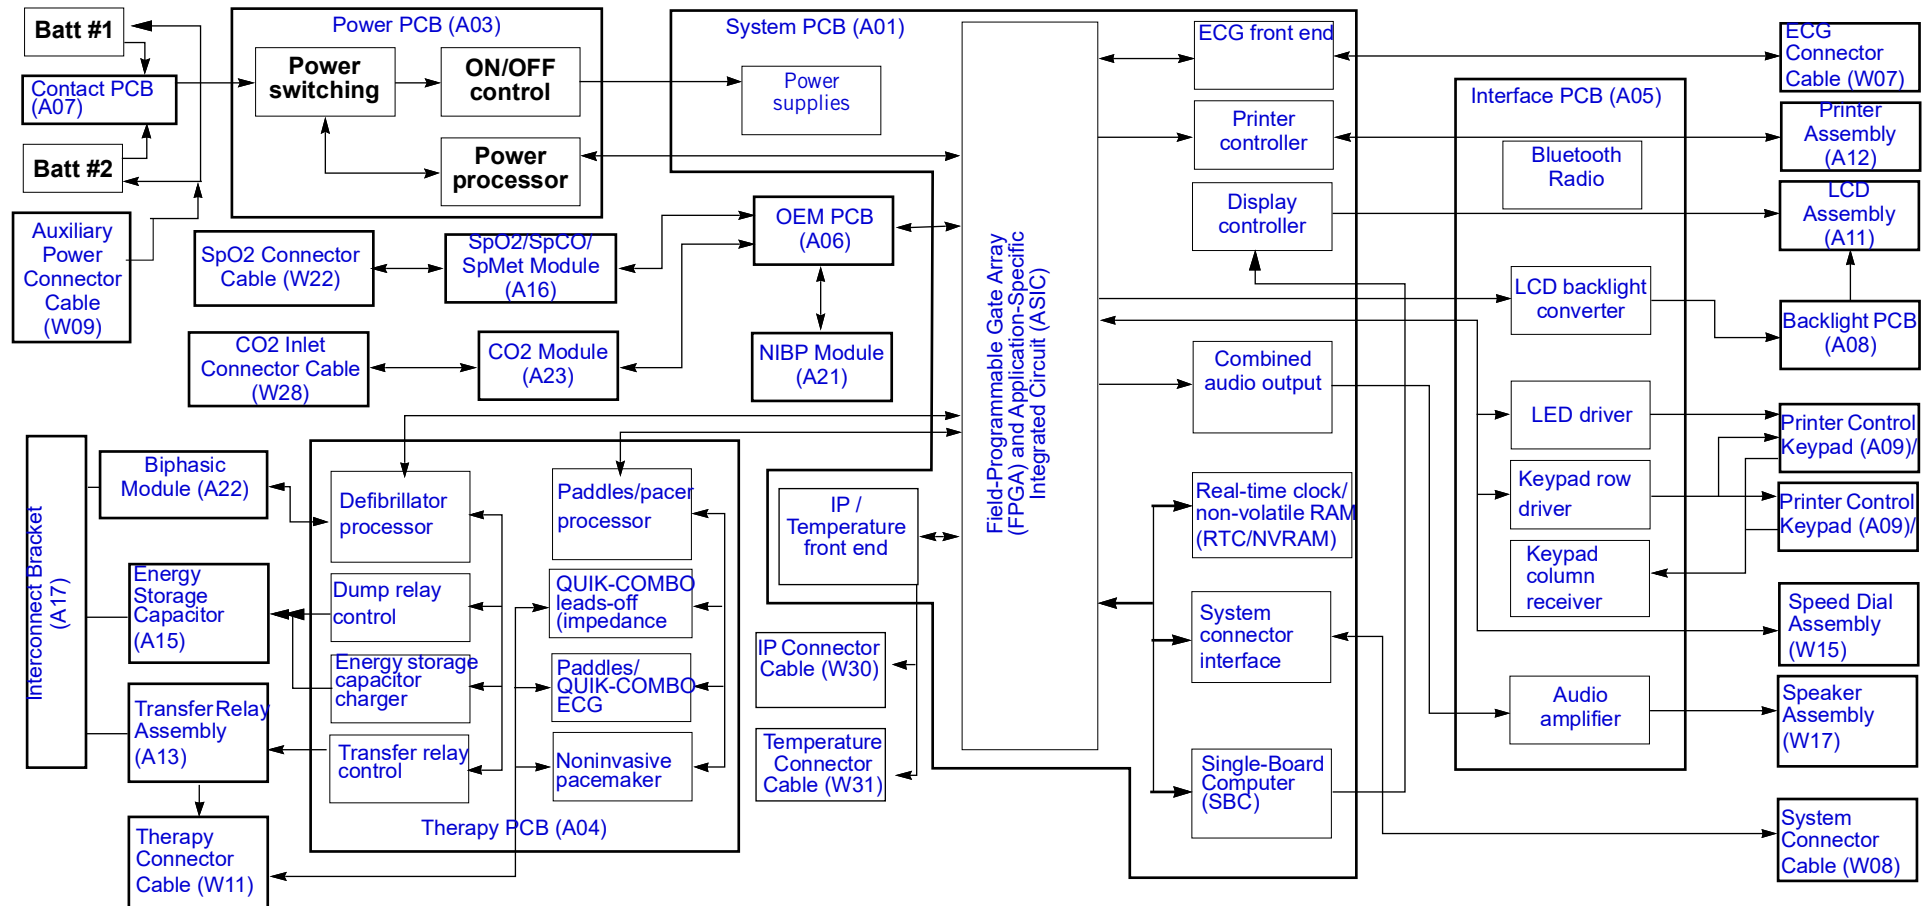 Batt #1
Contact PCB
(A07)
Batt #2
Auxiliary
Power
Connector
Cable
(W09)
Power PCB (A03)
Power
switching
ON/OFF
control
Power
processor
System PCB (A01)
Power
supplies
SpO2 Connector
Cable (W22)
SpO2/SpCO/
SpMet Module
(A16)
OEM PCB
(A06)
CO2 Inlet
Connector Cable
(W28)
CO2 Module
(A23)
NIBP Module
(A21)
Field-Programmable Gate Array
(FPGA) and Application-Specific
Integrated Circuit (ASIC)
ECG front end
Printer
controller
Display
controller
Combined
audio output
Real-time clock/
non-volatile RAM
(RTC/NVRAM)
System
connector
interface
Single-Board
Computer
(SBC)
Interface PCB (A05)
Bluetooth
Radio
LCD backlight
converter
LED driver
Keypad row
driver
Keypad
column
receiver
Audio
amplifier
ECG
Connector
Cable (W07)
Printer
Assembly
(A12)
LCD
Assembly
(A11)
Backlight PCB
(A08)
Printer Control
Keypad (A09)/
Printer Control
Keypad (A09)/
Speed Dial
Assembly
(W15)
Speaker
Assembly
(W17)
System
Connector
Cable (W08)
Interconnect Bracket
(A17)
Biphasic
Module (A22)
Energy
Storage
Capacitor
(A15)
Transfer Relay
Assembly
(A13)
Therapy
Connector
Cable (W11)
Defibrillator
processor
Dump relay
control
Energy storage
capacitor
charger
Transfer relay
control
Paddles/pacer
processor
QUIK-COMBO
leads-off
(impedance
Paddles/
QUIK-COMBO
ECG
Noninvasive
pacemaker
Therapy PCB (A04)
IP /
Temperature
front end
IP Connector
Cable (W30)
Temperature
Connector
Cable (W31)